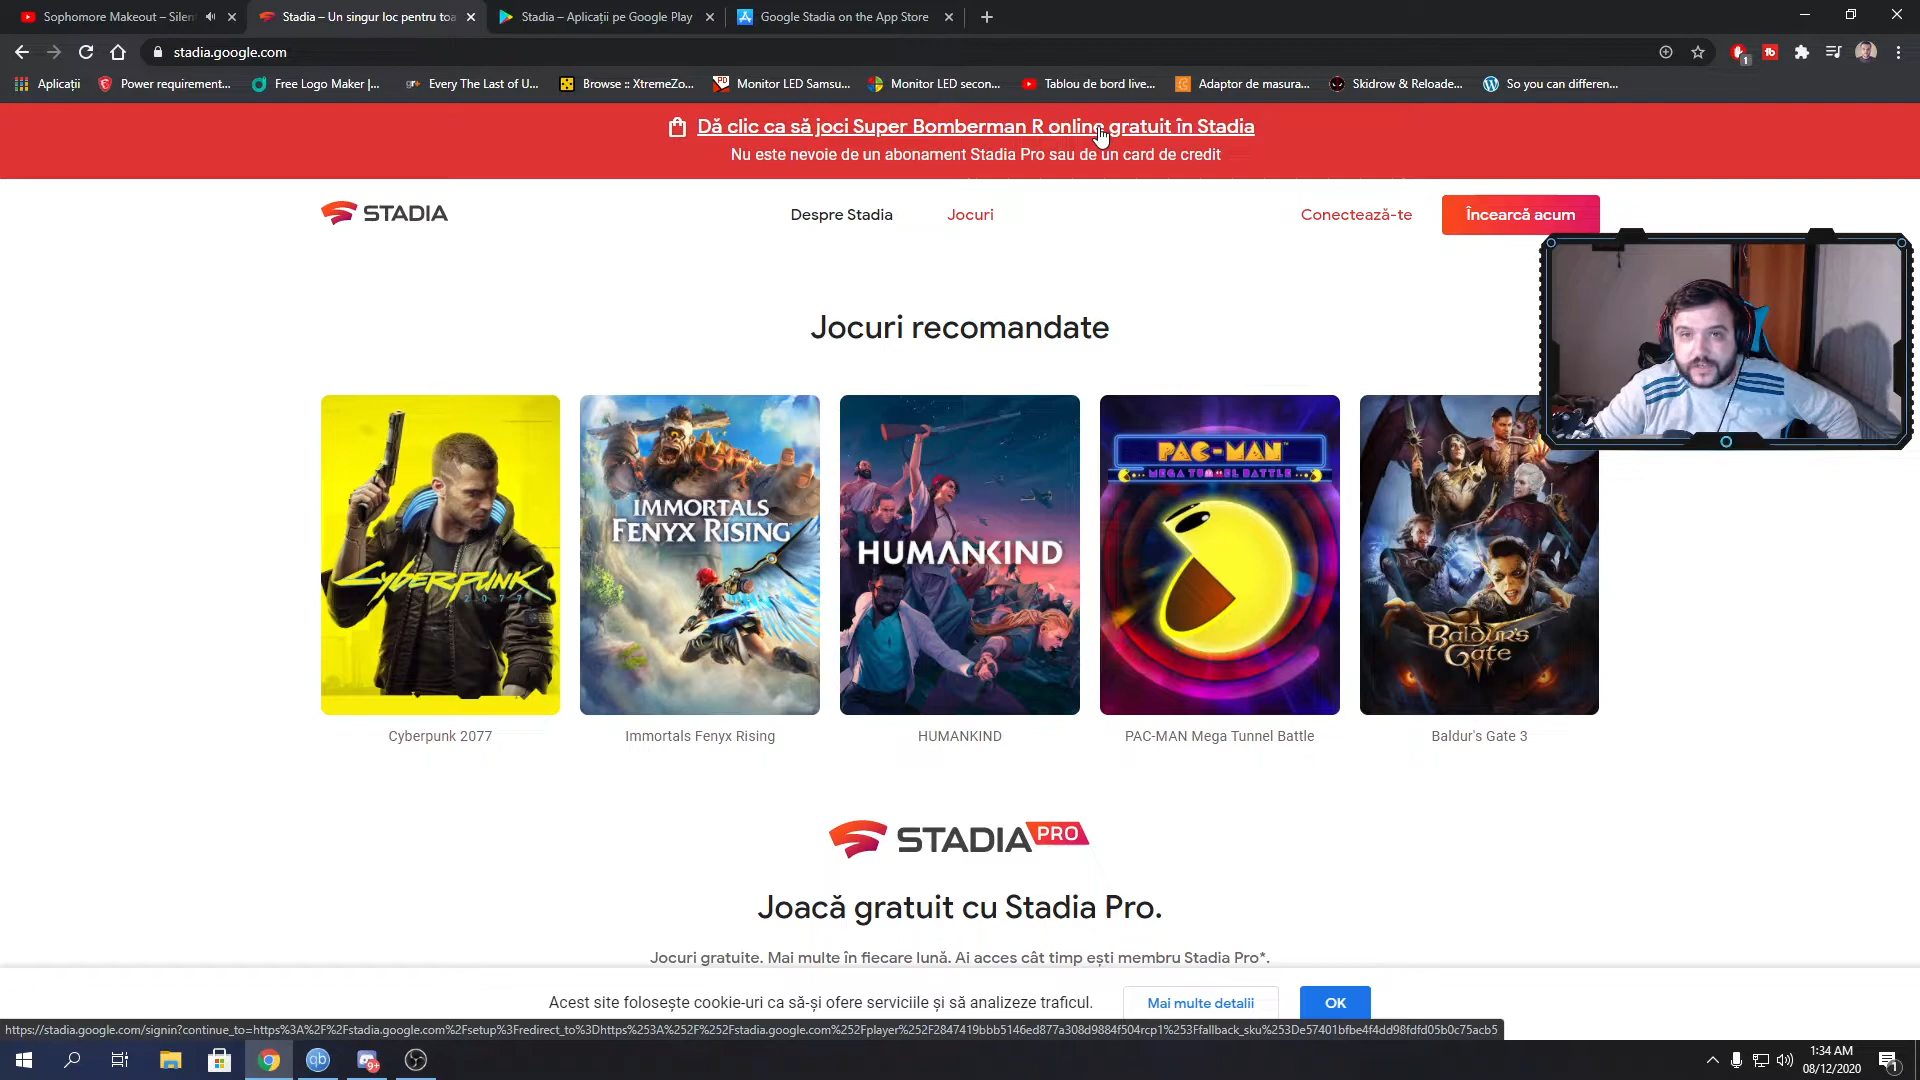 Sophomore Makeout – Silen
Stadia – Un singur loc pentru toa
Stadia – Aplicații pe Google Play
Google Stadia on the App Store
stadia.google.com
1
Aplicații
Power requirement...
Free Logo Maker |...
Every The Last of U...
Browse :: XtremeZo...
Monitor LED Samsu...
Monitor LED secon...
Tablou de bord live...
Adaptor de masura...
Skidrow & Reloade...
So you can differen...
Dă clic ca să joci Super Bomberman R online gratuit în Stadia
Nu este nevoie de un abonament Stadia Pro sau de un card de credit
STADIA
Despre Stadia
Jocuri
Conectează-te
Încearcă acum
Jocuri recomandate
CYBERPUNK
2077
IMMORTALS
FENYX RISING
HUMANKIND
PAC-MAN
MEGA TUNNEL BATTLE
BALDUR'S
GATE
Cyberpunk 2077
Immortals Fenyx Rising
HUMANKIND
PAC-MAN Mega Tunnel Battle
Baldur's Gate 3
STADIA PRO
Joacă gratuit cu Stadia Pro.
Jocuri gratuite. Mai multe în fiecare lună. Ai acces cât timp ești membru Stadia Pro*.
Acest site folosește cookie-uri ca să-și ofere serviciile și să analizeze traficul.
Mai multe detalii
OK
https://stadia.google.com/signin?continue_to=https%3A%2F%2Fstadia.google.com%2Fsetup%3Fredirect_to%3Dhttps%253A%252F%252Fstadia.google.com%252Fplayer%252F2847419bbb5146ed877a308d9884f504rcp1%253Ffallback_sku%253De57401bfbe4f4dd98fdfd05b0c75acb5
qb
9+
1:34 AM
08/12/2020
1